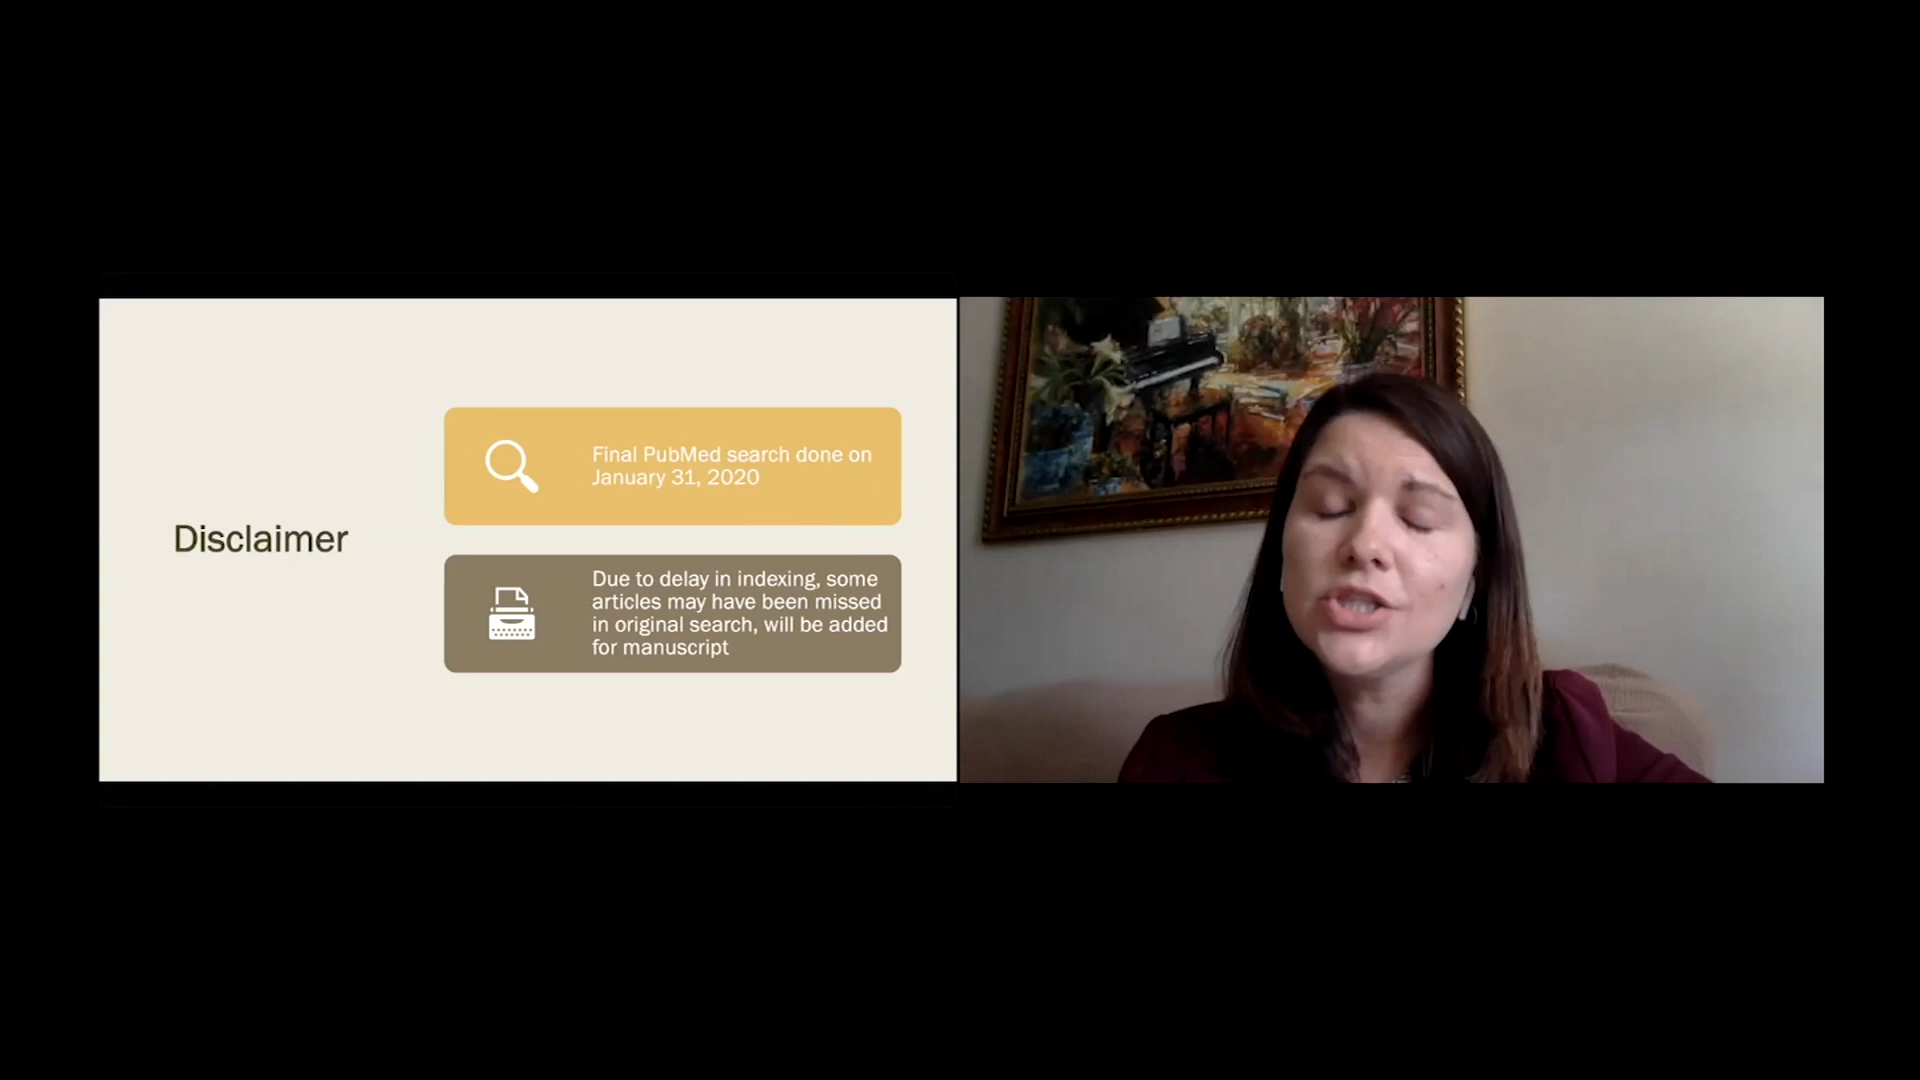 Disclaimer
Final PubMed search done on
January 31, 2020
Due to delay in indexing, some
articles may have been missed
in original search, will be added
for manuscript